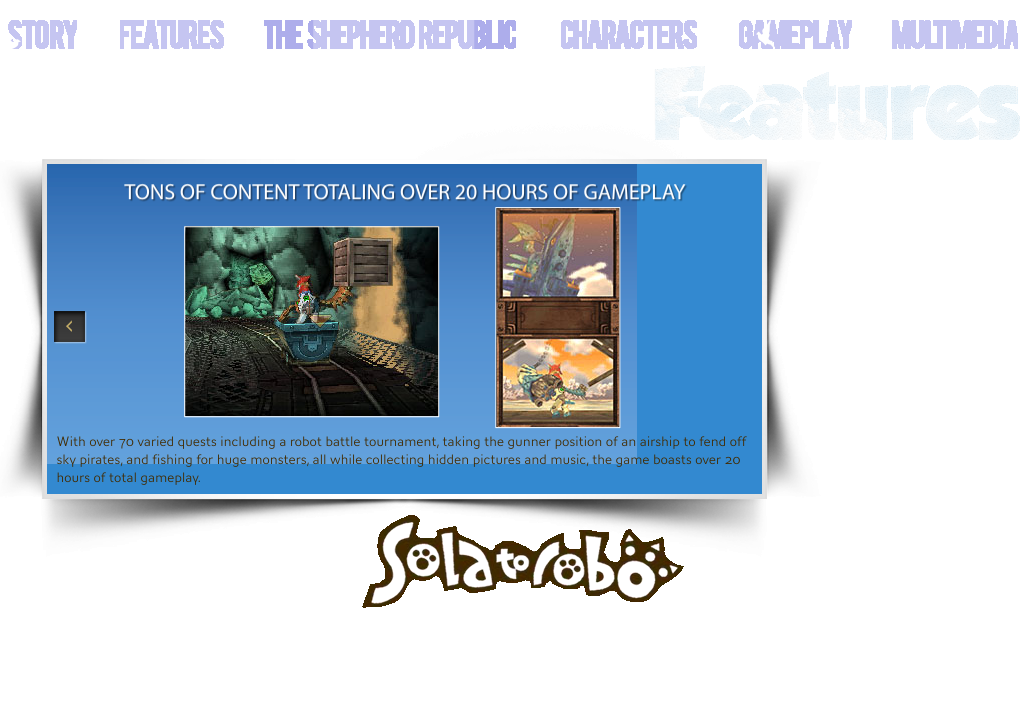 STORY FEATURES THE SHEPHERD REPUBLIC CHARACTERS GAMEPLAY MULTIMEDIA
Features
TONS OF CONTENT TOTALING OVER 20 HOURS OF GAMEPLAY
With over 70 varied quests including a robot battle tournament, taking the gunner position of an airship to fend off
sky pirates, and fishing for huge monsters, all while collecting hidden pictures and music, the game boasts over 20
hours of total gameplay.
Solatorobo